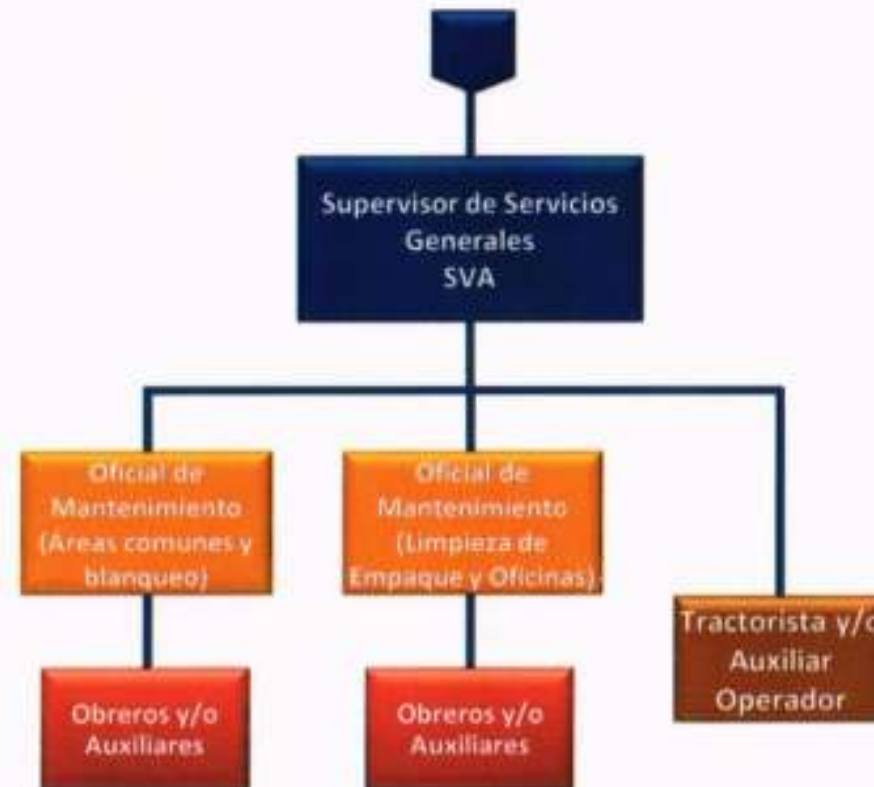 Supervisor de Servicios
Generales
SVA
Oficial de
Mantenimiento
(Areas comunes y
blanqueo)
Oficial de
Mantenimiento
(Limpieza de
Empaque y Oficinas).
Tractorista y/o
Auxiliar
Operador
Obreros y/o
Auxiliares
Obreros y/o
Auxiliares